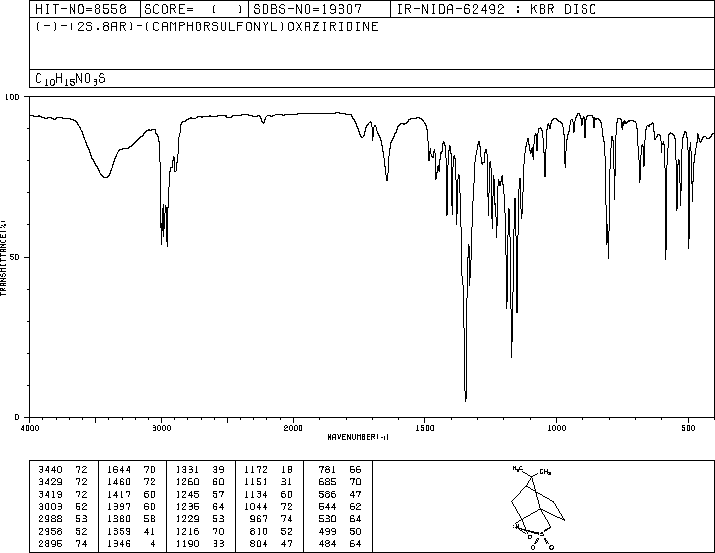 HIT-NO=8558 SCORE= ( ) SDBS-NO=19307 IR-NIDA-62492 : KBR DISC
(-)-(2S,8AR)-(CAMPHORSULFONYL)OXAZIRIDINE
C10H15NO3S
100
TRANSMITTANCE(%)
50
0
4000 3000 2000 1500 1000 500
WAVENUMBER(-1)
3440 72 1644 70 1331 39 1172 18 781 66
3429 72 1460 72 1260 60 1151 31 685 70
3419 72 1417 60 1245 57 1134 60 586 47
3003 62 1397 60 1236 64 1044 72 544 62
2988 53 1380 58 1229 53 967 74 530 64
2958 52 1359 41 1216 70 810 52 499 50
2895 74 1346 4 1190 33 804 47 484 64
H3C CH3
N
O S
O O